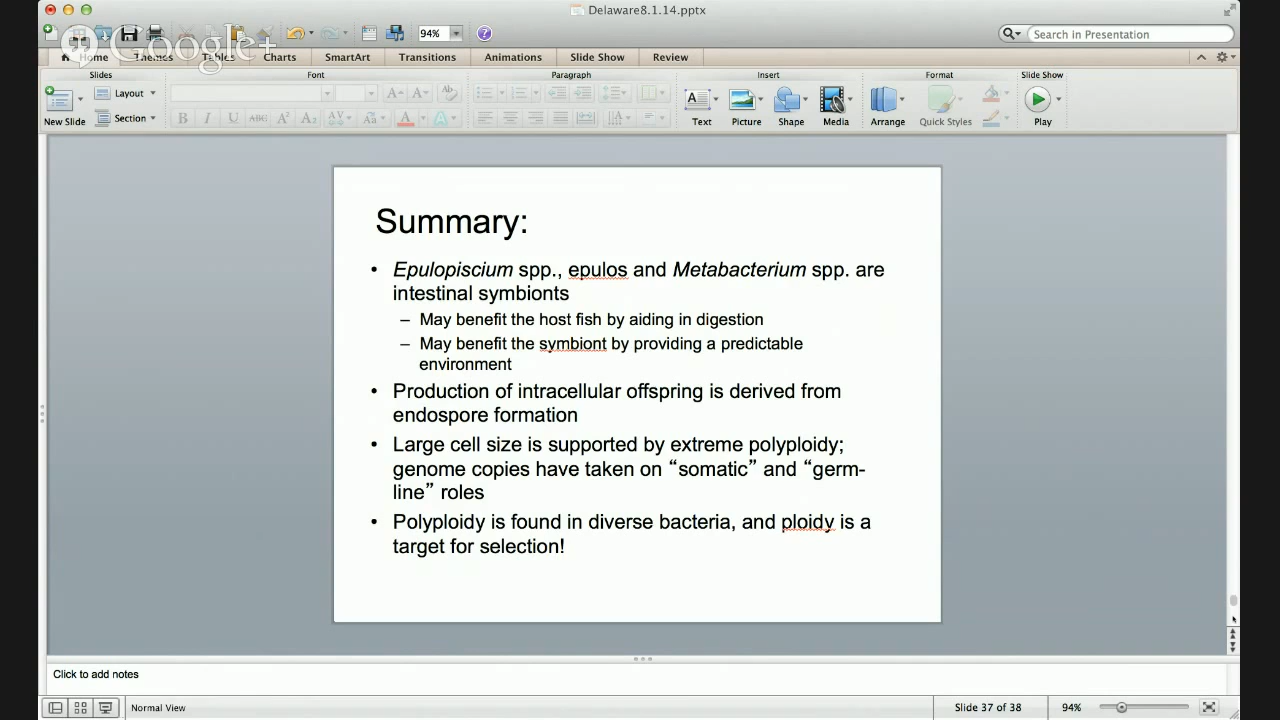 Delaware8.1.14.pptx
94%
Search in Presentation
Google+
Home Themes Tables Charts SmartArt Transitions Animations Slide Show Review
Slides Font Paragraph Insert Format Slide Show
New Slide Layout Section
Text Picture Shape Media Arrange Quick Styles Play
B I U ABC A² A₂
Summary:
• Epulopiscium spp., epulos and Metabacterium spp. are
intestinal symbionts
– May benefit the host fish by aiding in digestion
– May benefit the symbiont by providing a predictable
environment
• Production of intracellular offspring is derived from
endospore formation
• Large cell size is supported by extreme polyploidy;
genome copies have taken on “somatic” and “germ-
line” roles
• Polyploidy is found in diverse bacteria, and ploidy is a
target for selection!
Click to add notes
Normal View Slide 37 of 38 94%